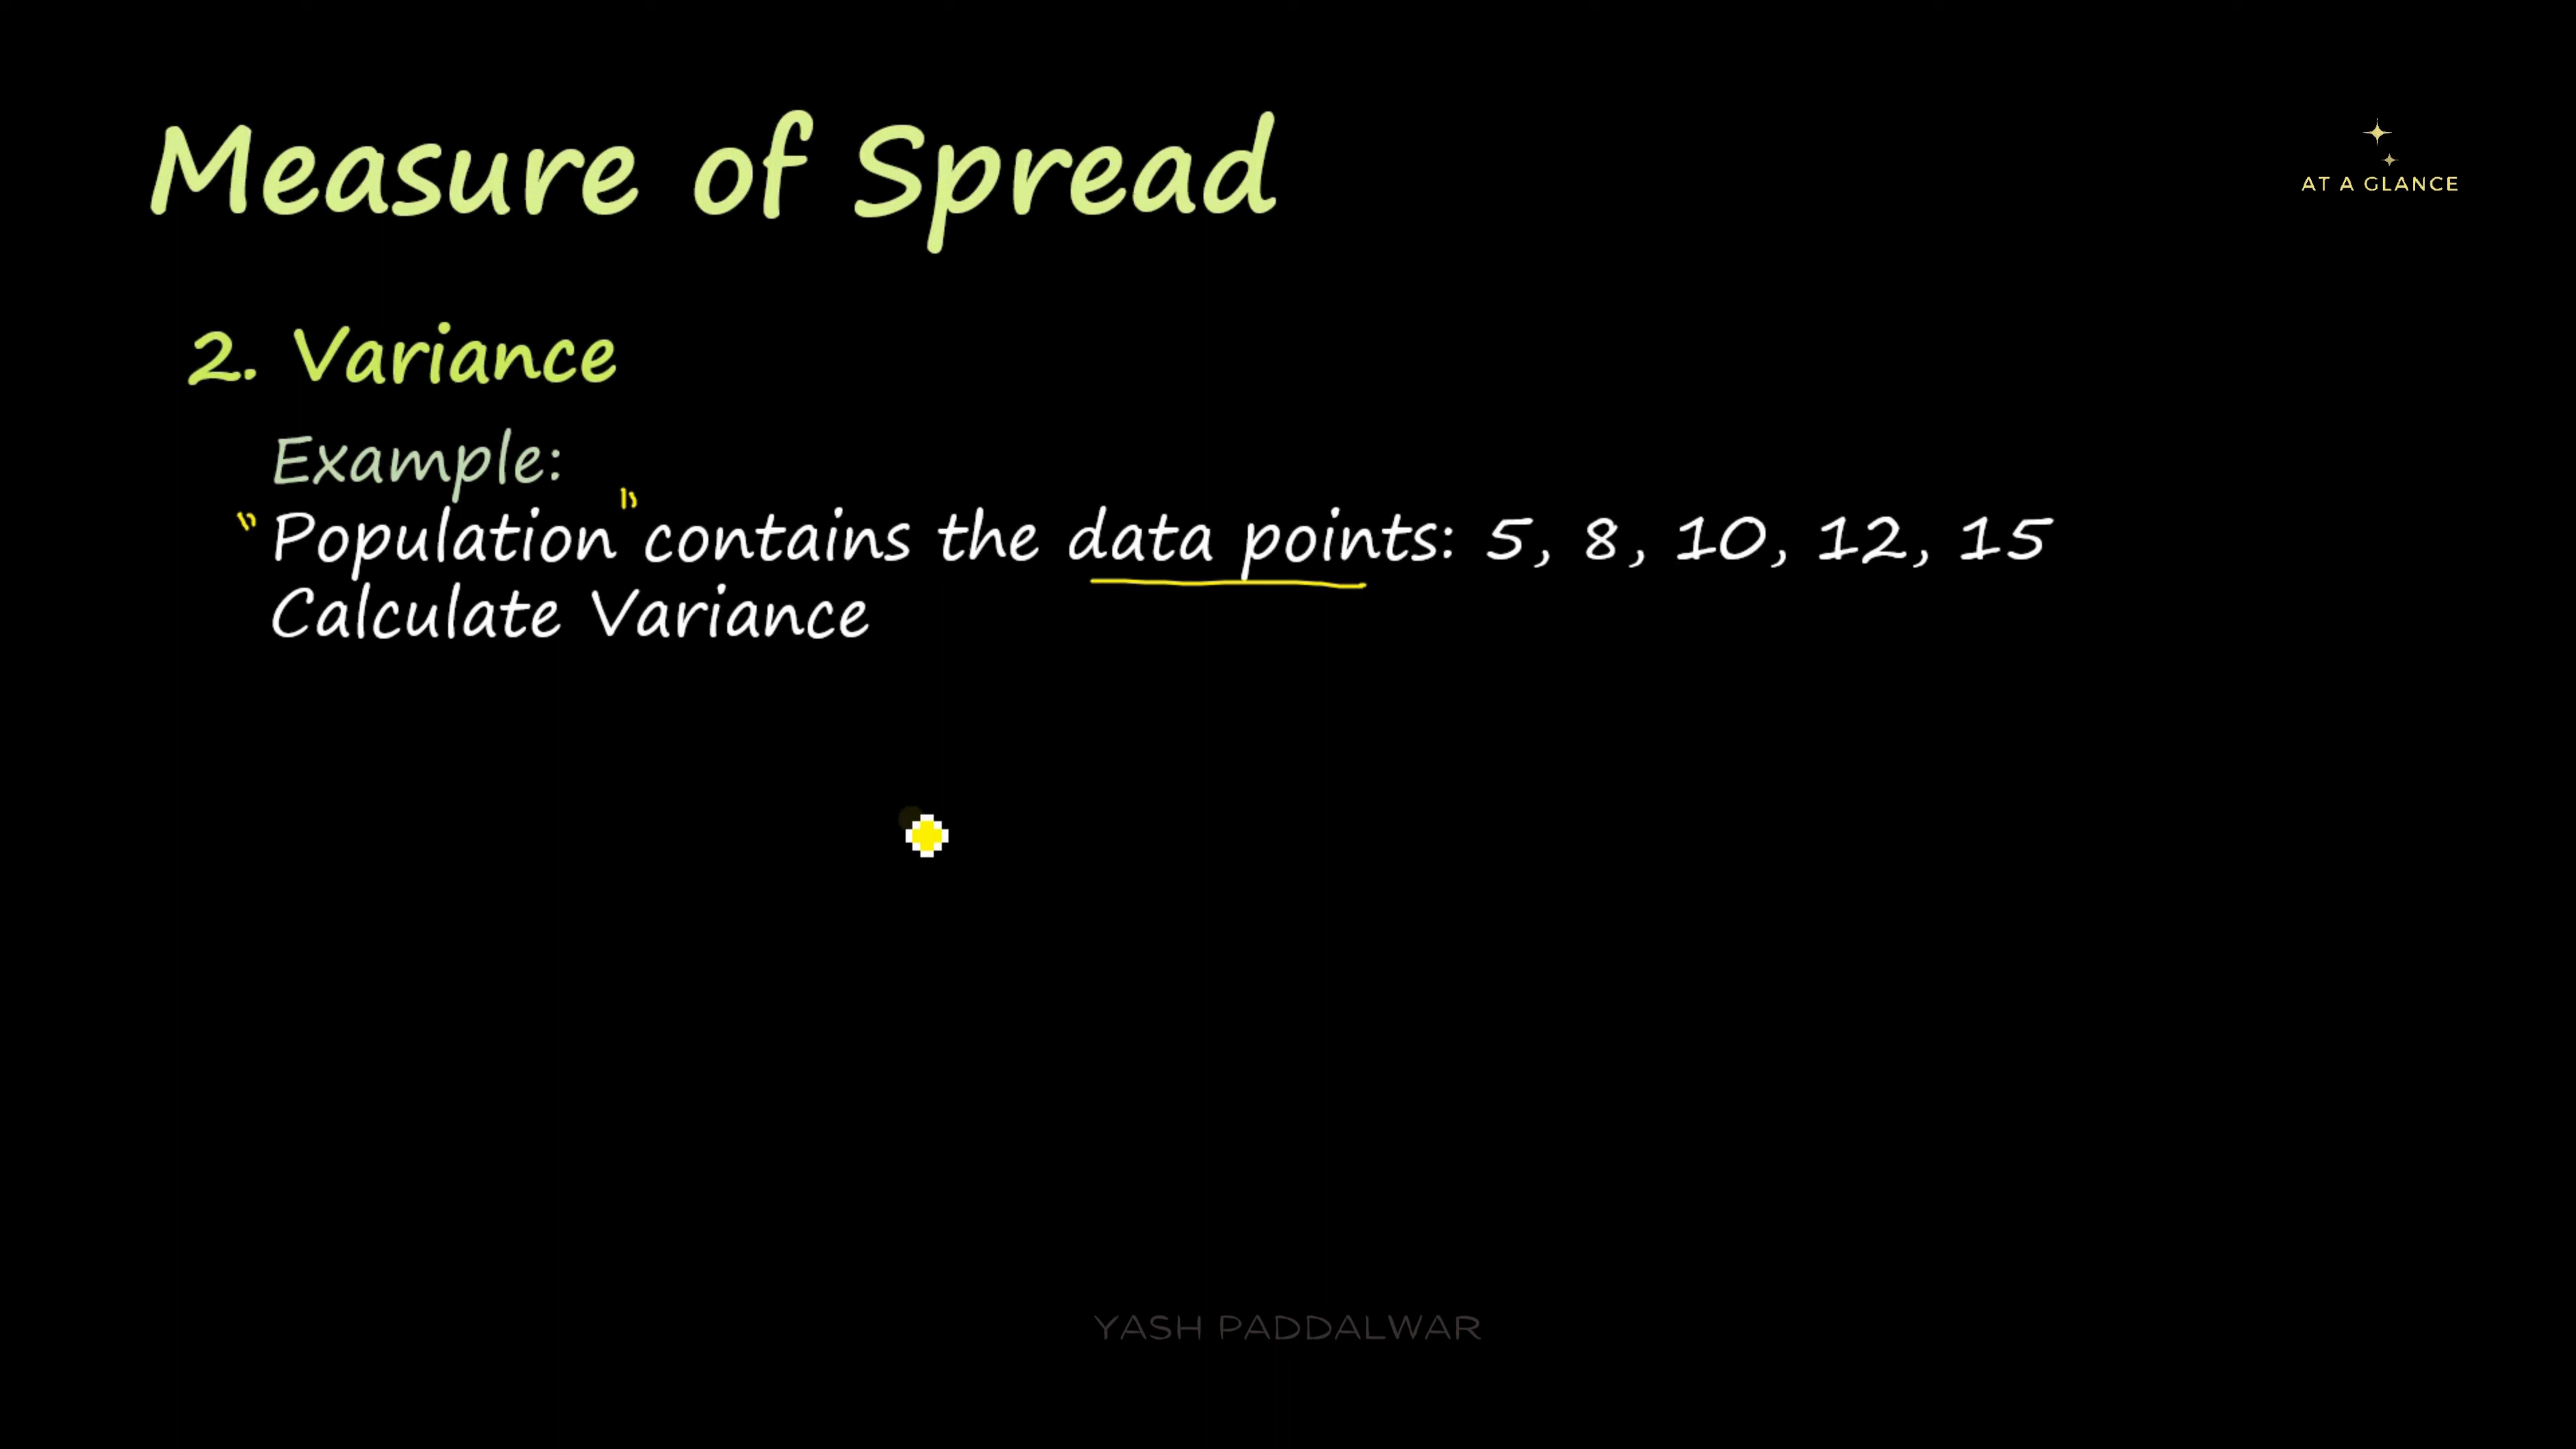 Measure of Spread
AT A GLANCE
2. Variance
Example:
"Population" contains the data points: 5, 8, 10, 12, 15
Calculate Variance
YASH PADDALWAR